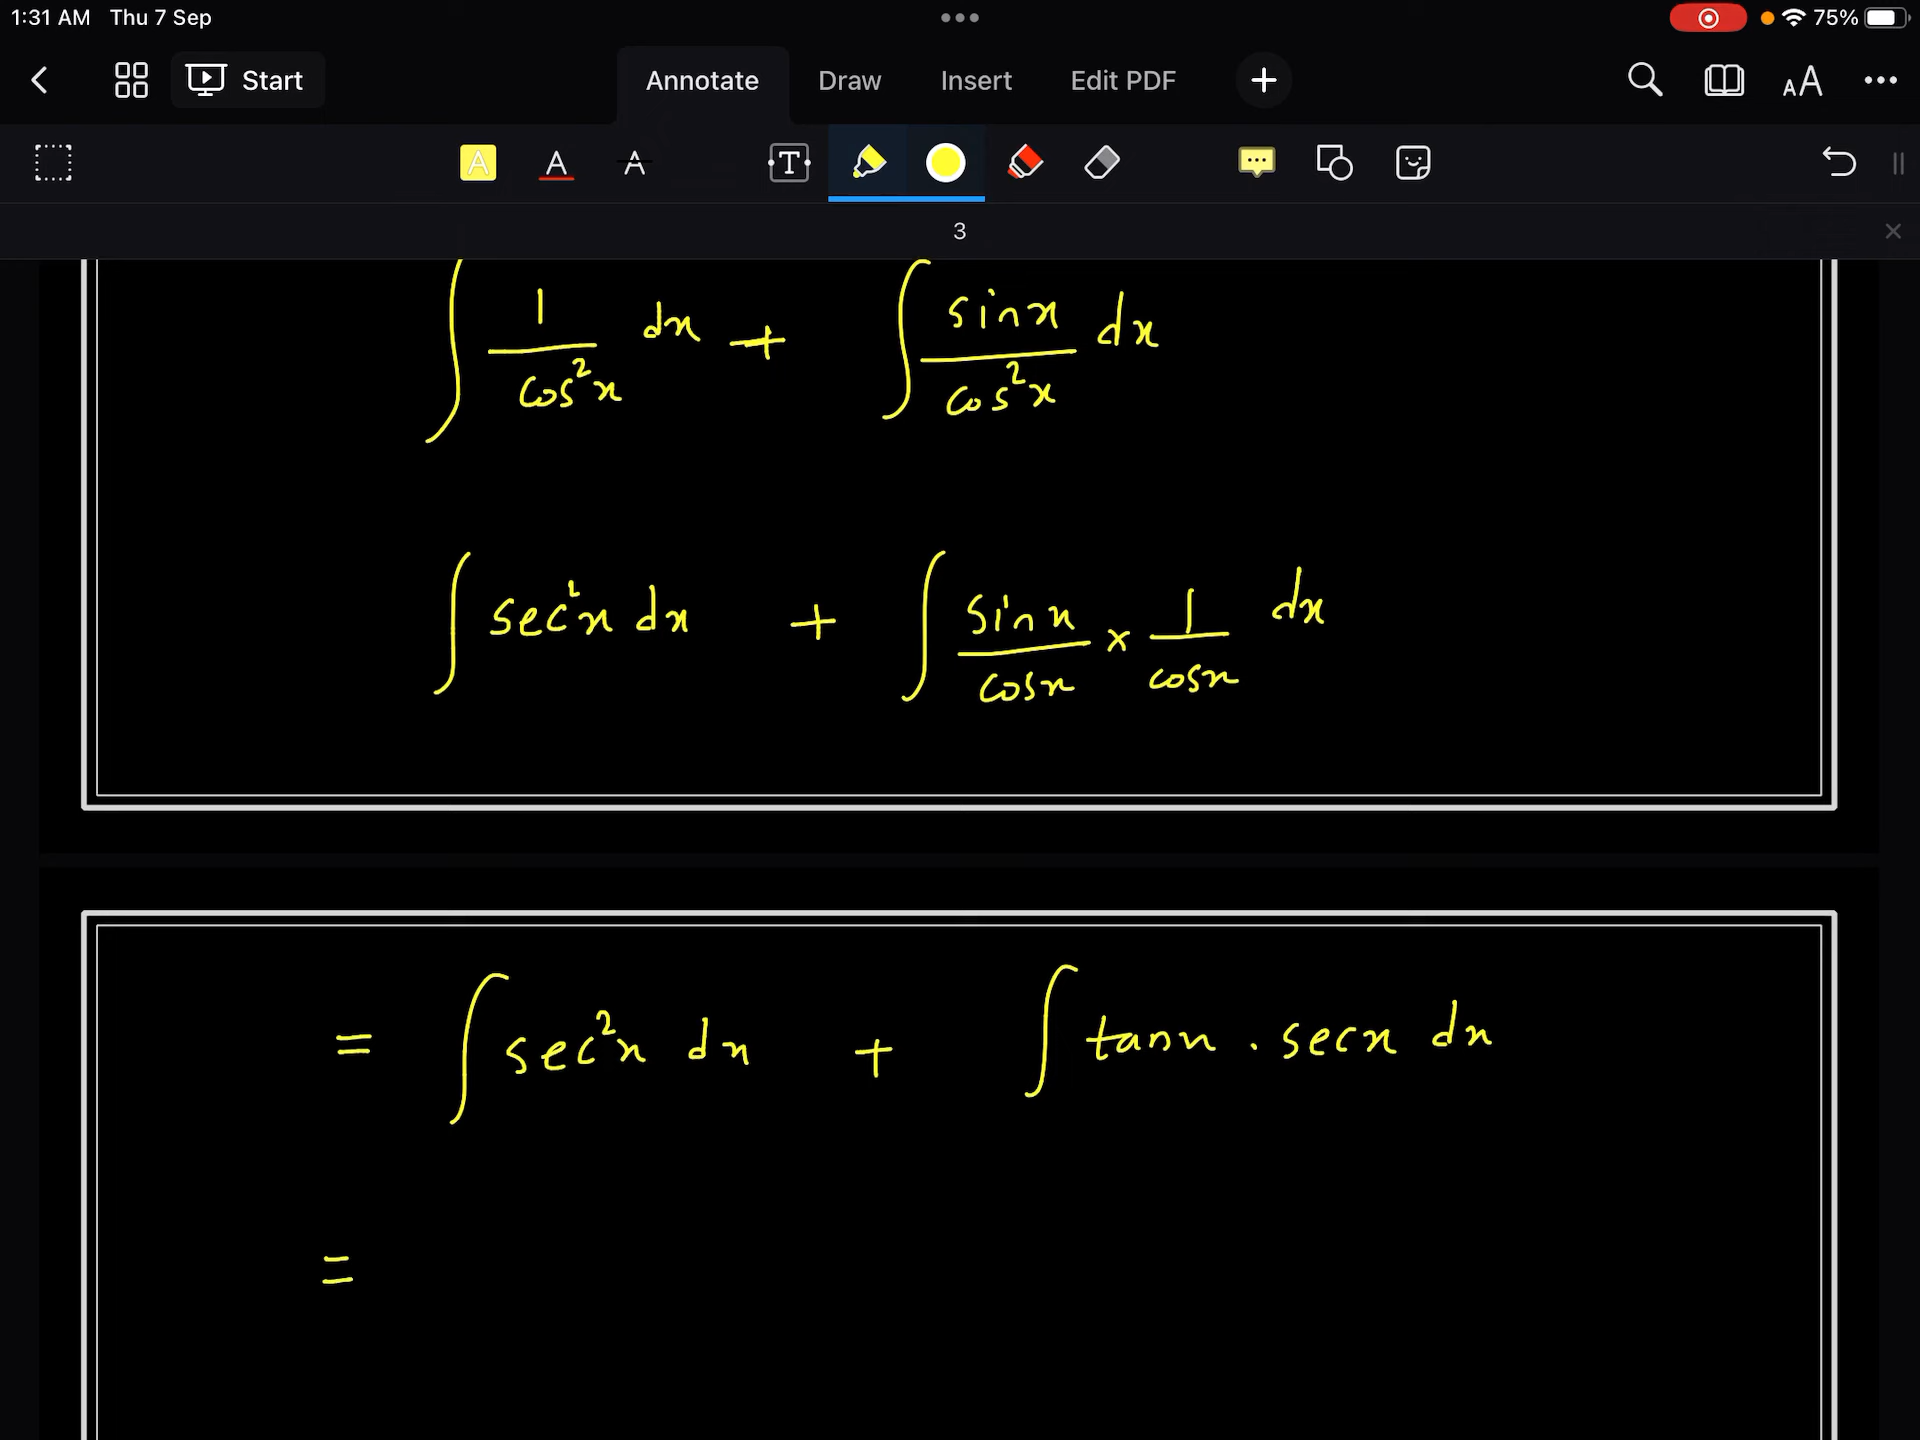 1:31 AM Thu 7 Sep 75%
Start Annotate Draw Insert Edit PDF AA
A A A T
3
∫ 1/cos²x dx + ∫ sinx/cos²x dx
∫ sec²x dx + ∫ sinx/cosx × 1/cosx dx
= ∫ sec²x dx + ∫ tanx . secx dx
=